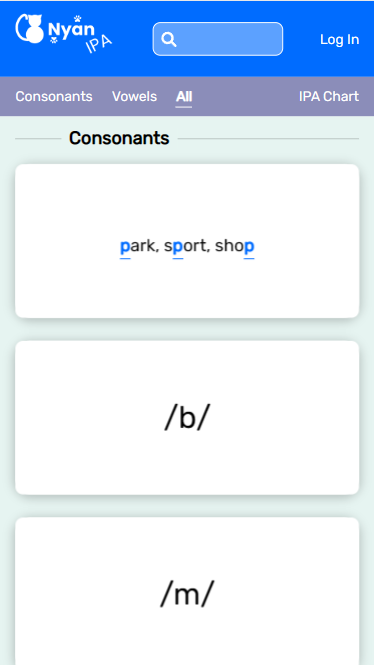 Nyan
IPA
Log In
Consonants Vowels All IPA Chart
Consonants
park, sport, shop
/b/
/m/